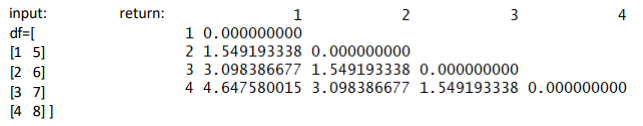 input: return: 1 2 3 4
df=[ 1 0.000000000
[1 5] 2 1.549193338 0.000000000
[2 6] 3 3.098386677 1.549193338 0.000000000
[3 7] 4 4.647580015 3.098386677 1.549193338 0.000000000
[4 8] ]